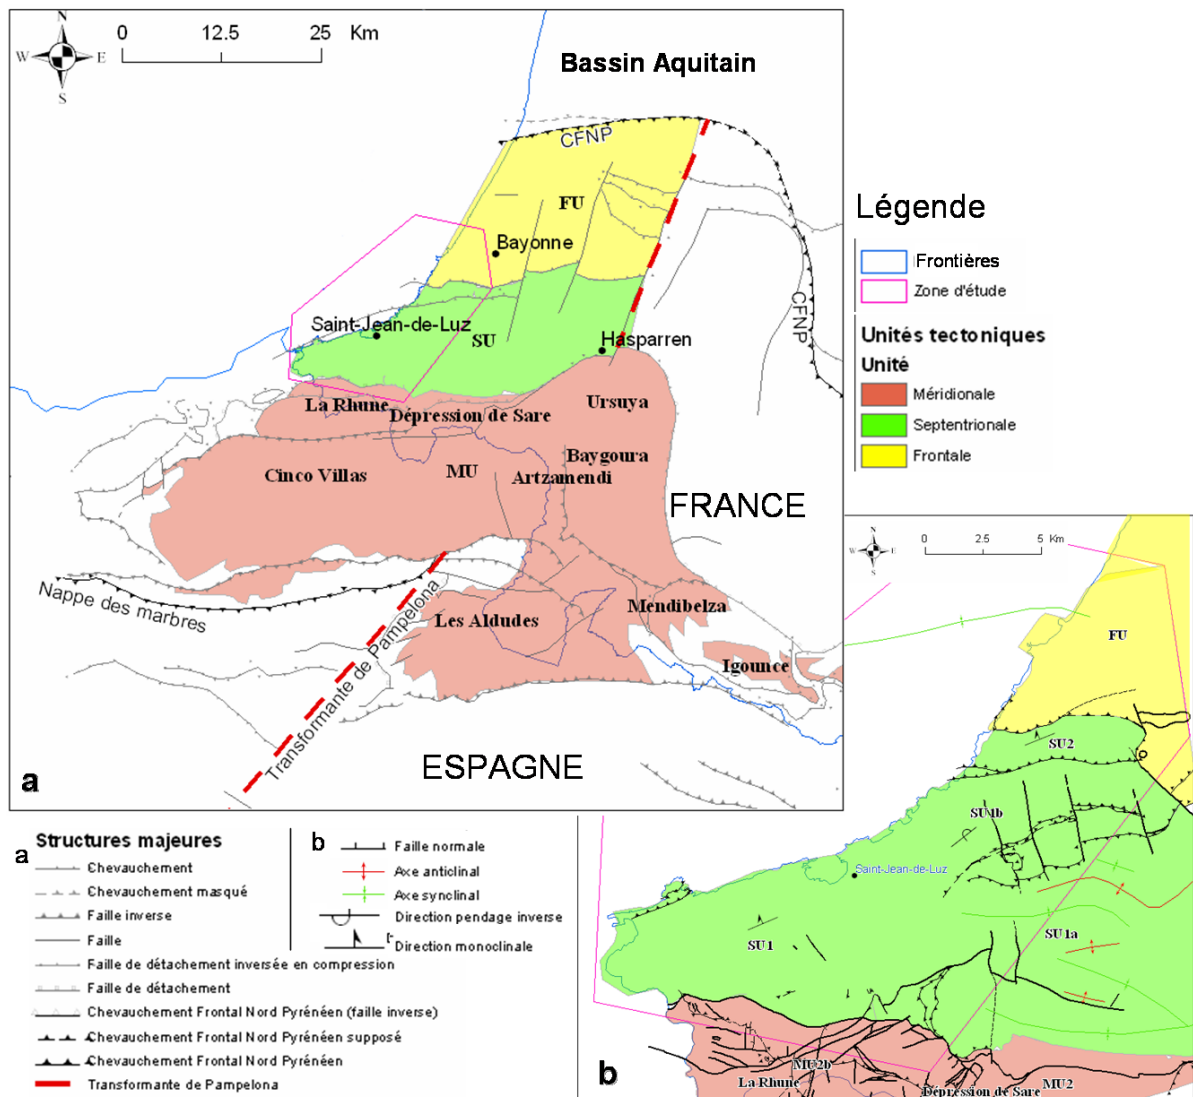 N
W
E
S
0
12.5
25
Km
Bassin Aquitain
CFNP
FU
Bayonne
Saint-Jean-de-Luz
SU
Hasparren
CFNP
La Rhune
Dépression de Sare
Ursuya
Cinco Villas
MU
Baygoura
Artzamendi
FRANCE
Nappe des marbres
Transformante de Pampelona
Les Aldudes
Mendibelza
Igounce
ESPAGNE
a
Légende
Frontières
Zone d'étude
Unités tectoniques
Unité
Méridionale
Septentrionale
Frontale
N
W
E
S
0
2.5
5
Km
FU
SU2
SU1b
Saint-Jean-de-Luz
SU1
SU1a
MU2b
La Rhune
Dépression de Sare
MU2
b
a
Structures majeures
Chevauchement
Chevauchement masqué
Faille inverse
Faille
Faille de détachement inversée en compression
Faille de détachement
Chevauchement Frontal Nord Pyrénéen (faille inverse)
Chevauchement Frontal Nord Pyrénéen supposé
Chevauchement Frontal Nord Pyrénéen
Transformante de Pampelona
b
Faille normale
Axe anticlinal
Axe synclinal
Direction pendage inverse
Direction monoclinale